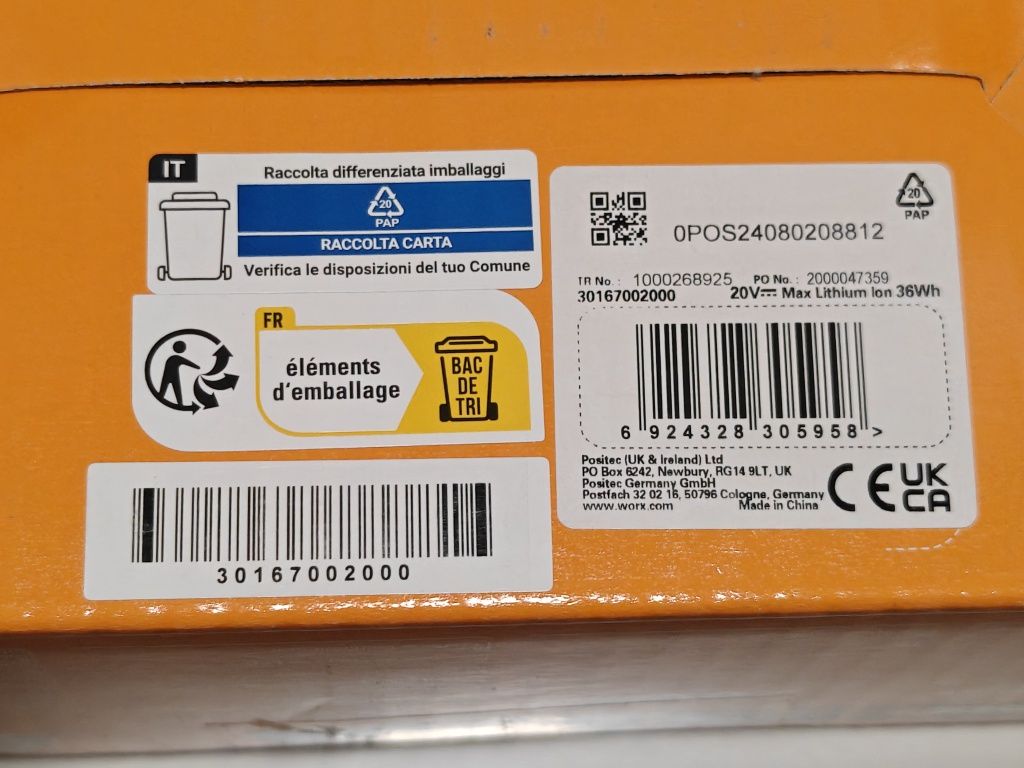 IT
Raccolta differenziata imballaggi
20
PAP
RACCOLTA CARTA
Verifica le disposizioni del tuo Comune
FR
éléments
d'emballage
BAC
DE
TRI
30167002000
20
PAP
0POS24080208812
TR No.: 1000268925 PO No.: 2000047359
30167002000 20V Max Lithium Ion 36Wh
6 924328 305958 >
Positec (UK & Ireland) Ltd
PO Box 6242, Newbury, RG14 9LT, UK
Positec Germany GmbH
Postfach 32 02 16, 50796 Cologne, Germany
www.worx.com Made in China
CE
UK
CA